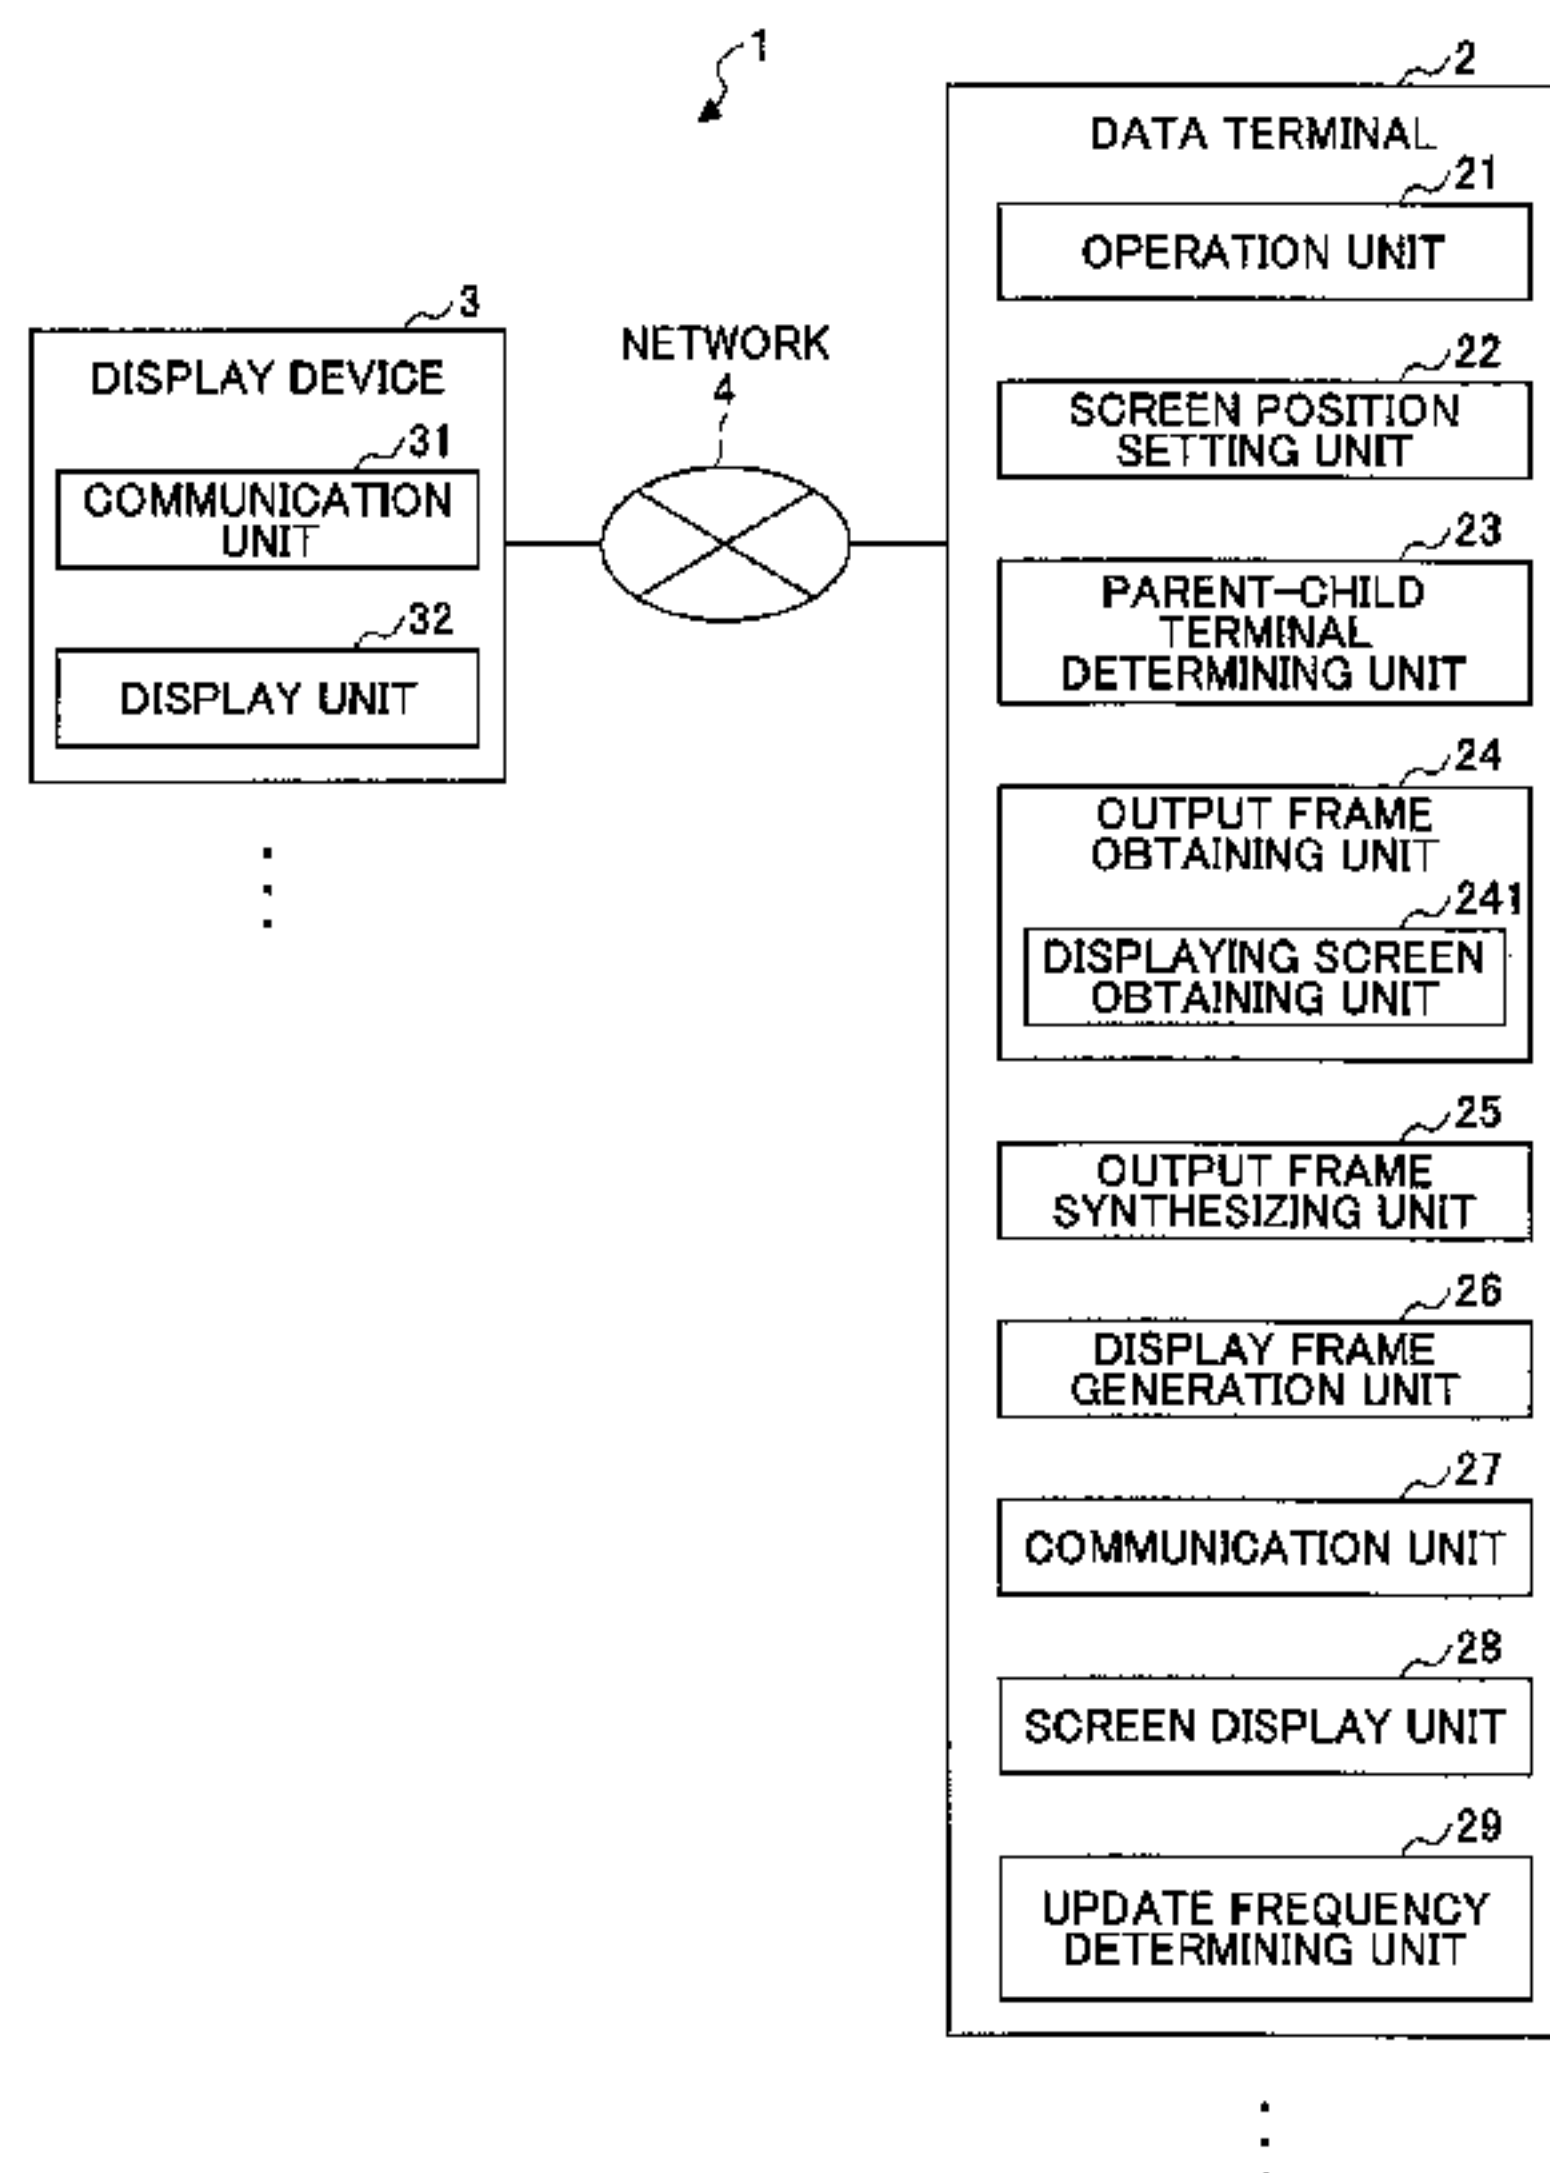 1
3
DISPLAY DEVICE
31
COMMUNICATION
UNIT
32
DISPLAY UNIT
NETWORK
4
2
DATA TERMINAL
21
OPERATION UNIT
22
SCREEN POSITION
SETTING UNIT
23
PARENT-CHILD
TERMINAL
DETERMINING UNIT
24
OUTPUT FRAME
OBTAINING UNIT
241
DISPLAYING SCREEN
OBTAINING UNIT
25
OUTPUT FRAME
SYNTHESIZING UNIT
26
DISPLAY FRAME
GENERATION UNIT
27
COMMUNICATION UNIT
28
SCREEN DISPLAY UNIT
29
UPDATE FREQUENCY
DETERMINING UNIT